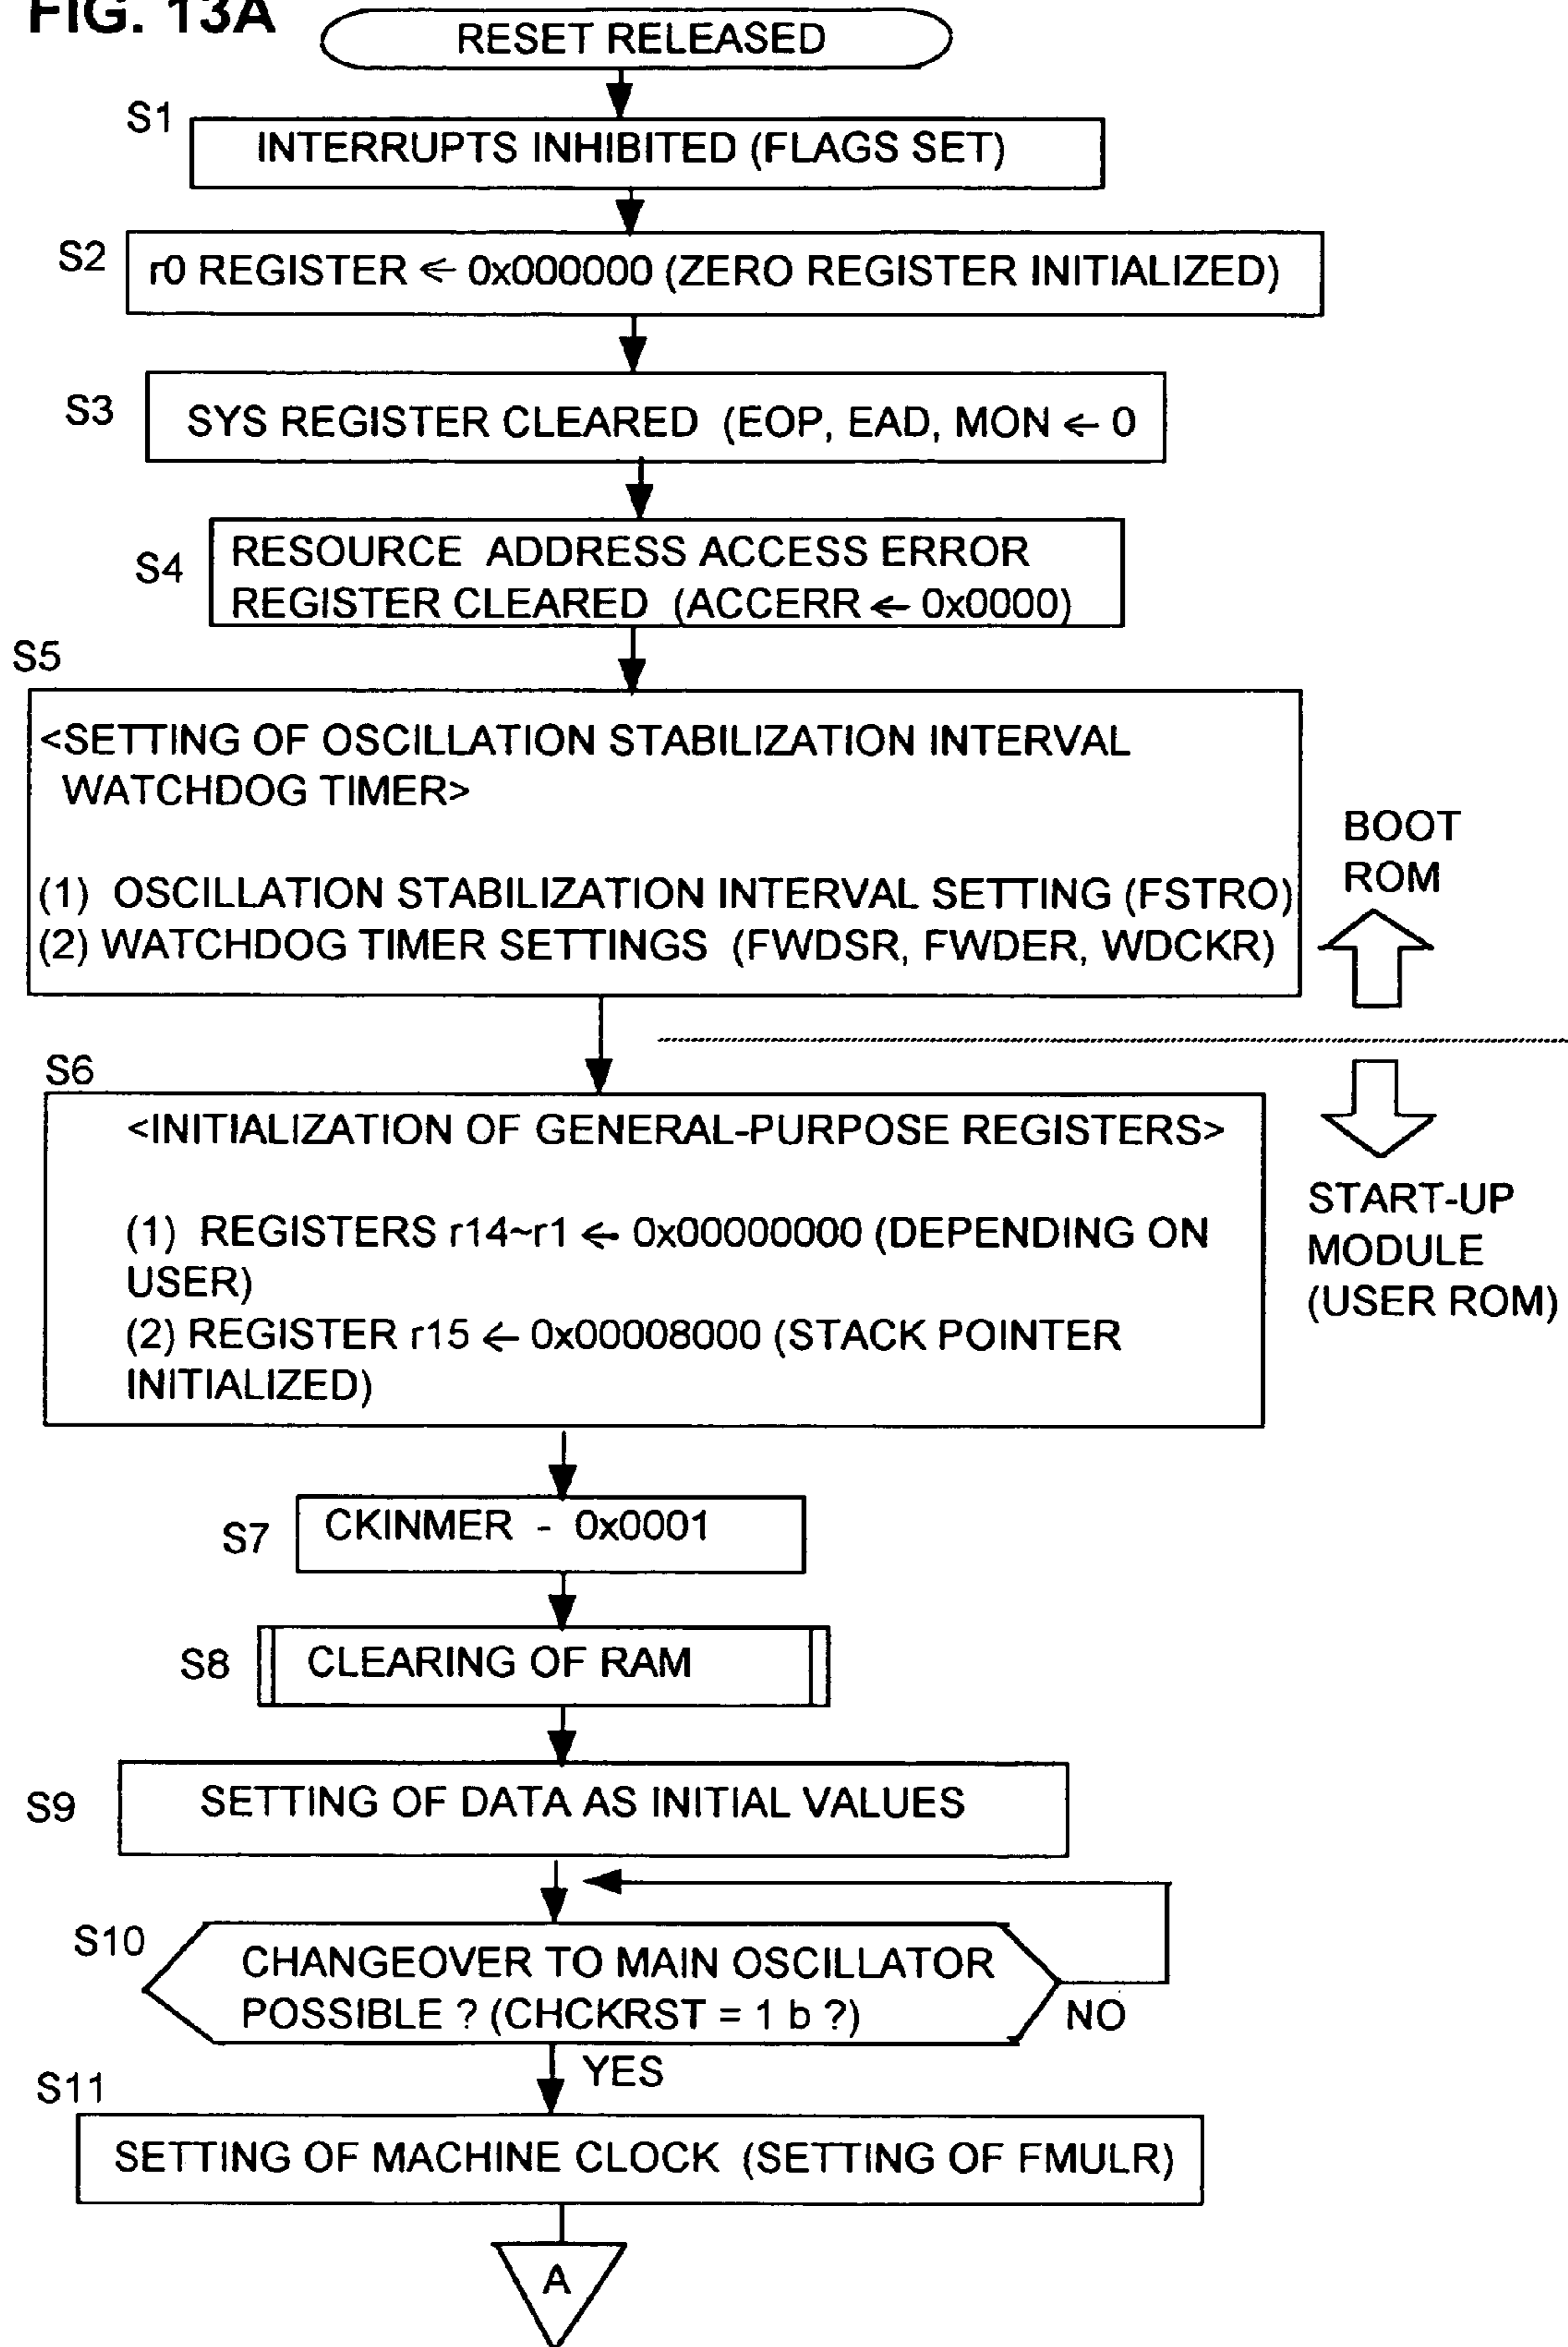 FIG. 13A
RESET RELEASED
S1
INTERRUPTS INHIBITED (FLAGS SET)
S2
r0 REGISTER ← 0x000000 (ZERO REGISTER INITIALIZED)
S3
SYS REGISTER CLEARED (EOP, EAD, MON ← 0
S4
RESOURCE ADDRESS ACCESS ERROR
REGISTER CLEARED (ACCERR ← 0x0000)
S5
<SETTING OF OSCILLATION STABILIZATION INTERVAL
WATCHDOG TIMER>
(1) OSCILLATION STABILIZATION INTERVAL SETTING (FSTRO)
(2) WATCHDOG TIMER SETTINGS (FWDSR, FWDER, WDCKR)
BOOT
ROM
S6
<INITIALIZATION OF GENERAL-PURPOSE REGISTERS>
(1) REGISTERS r14~r1 ← 0x00000000 (DEPENDING ON
USER)
(2) REGISTER r15 ← 0x00008000 (STACK POINTER
INITIALIZED)
START-UP
MODULE
(USER ROM)
S7
CKINMER - 0x0001
S8
CLEARING OF RAM
S9
SETTING OF DATA AS INITIAL VALUES
S10
CHANGEOVER TO MAIN OSCILLATOR
POSSIBLE ? (CHCKRST = 1 b ?)
NO
YES
S11
SETTING OF MACHINE CLOCK (SETTING OF FMULR)
A